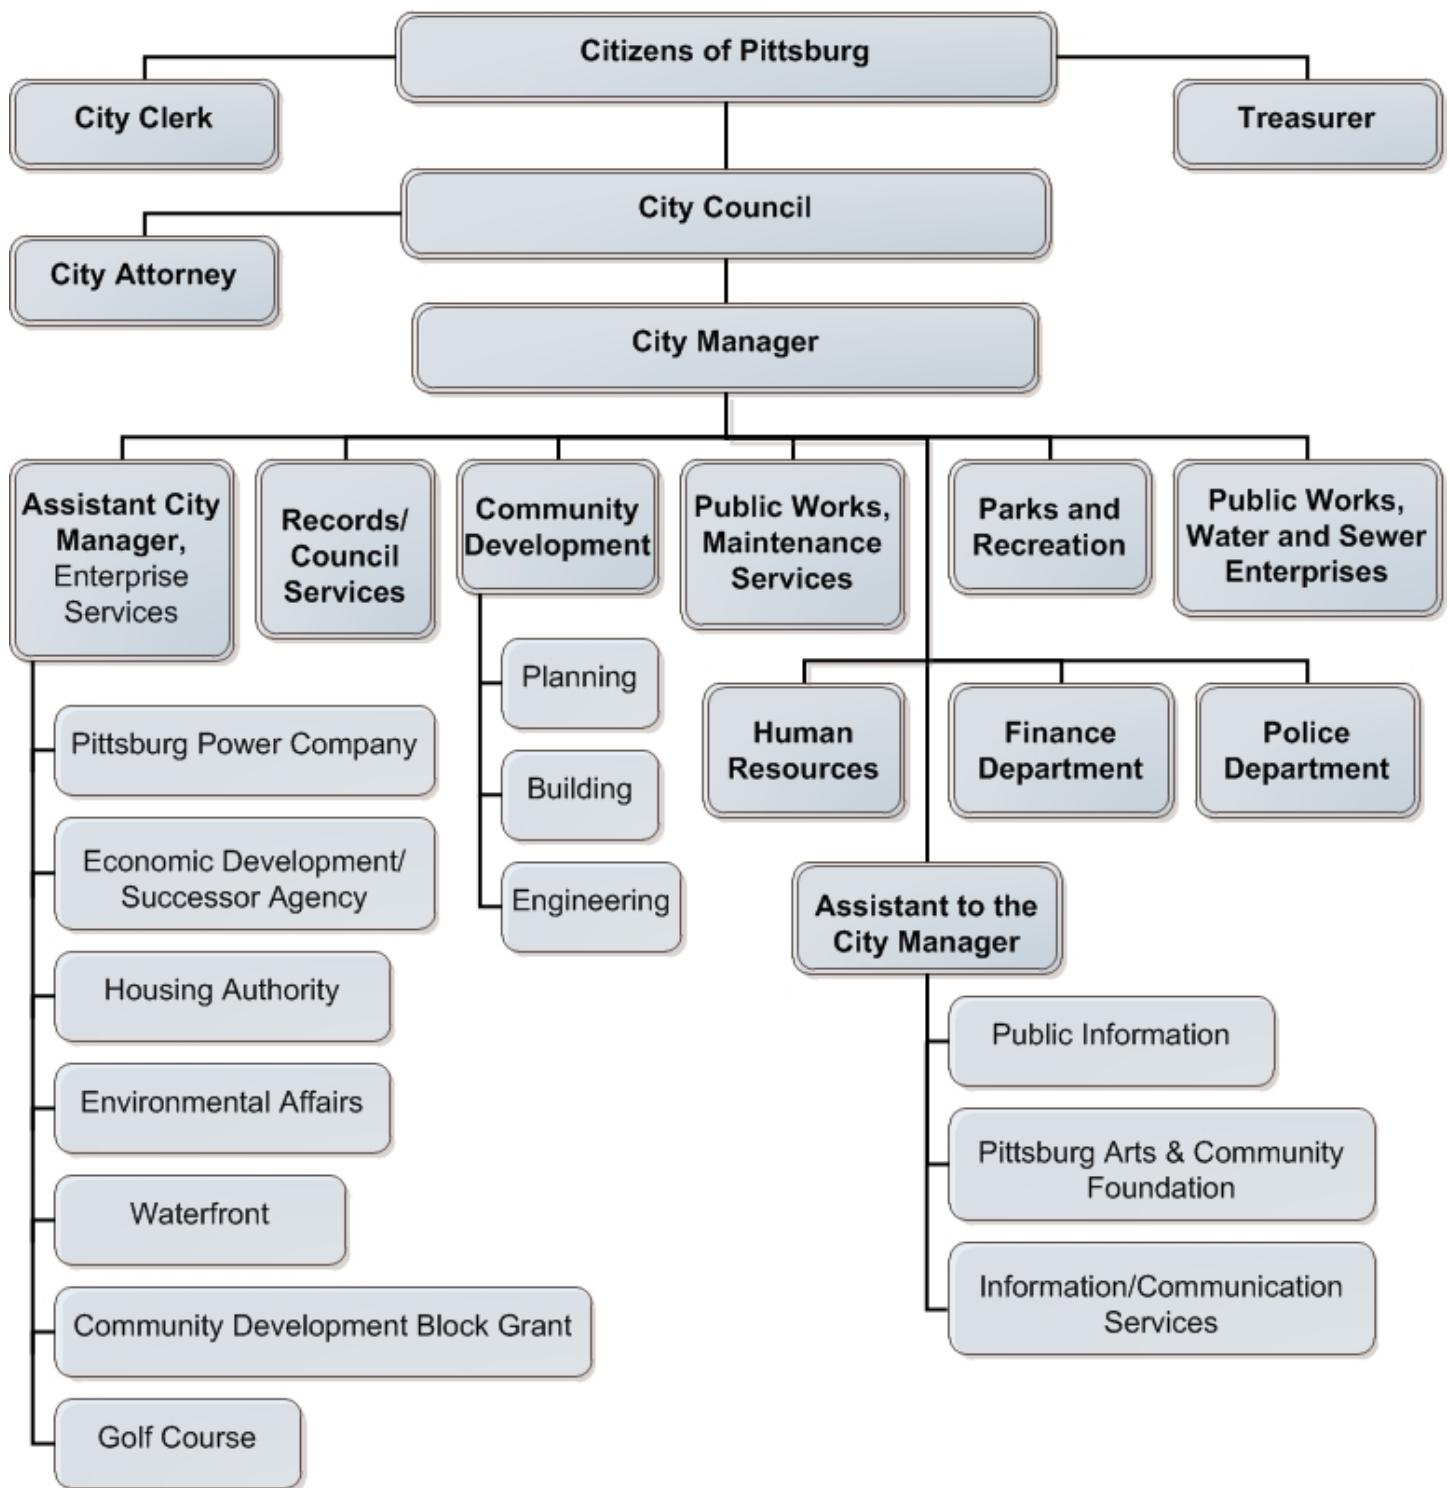 Citizens of Pittsburg
City Clerk
Treasurer
City Council
City Attorney
City Manager
Assistant City
Manager,
Enterprise
Services
Records/
Council
Services
Community
Development
Public Works,
Maintenance
Services
Parks and
Recreation
Public Works,
Water and Sewer
Enterprises
Pittsburg Power Company
Economic Development/
Successor Agency
Housing Authority
Environmental Affairs
Waterfront
Community Development Block Grant
Golf Course
Planning
Building
Engineering
Human
Resources
Finance
Department
Police
Department
Assistant to the
City Manager
Public Information
Pittsburg Arts & Community
Foundation
Information/Communication
Services